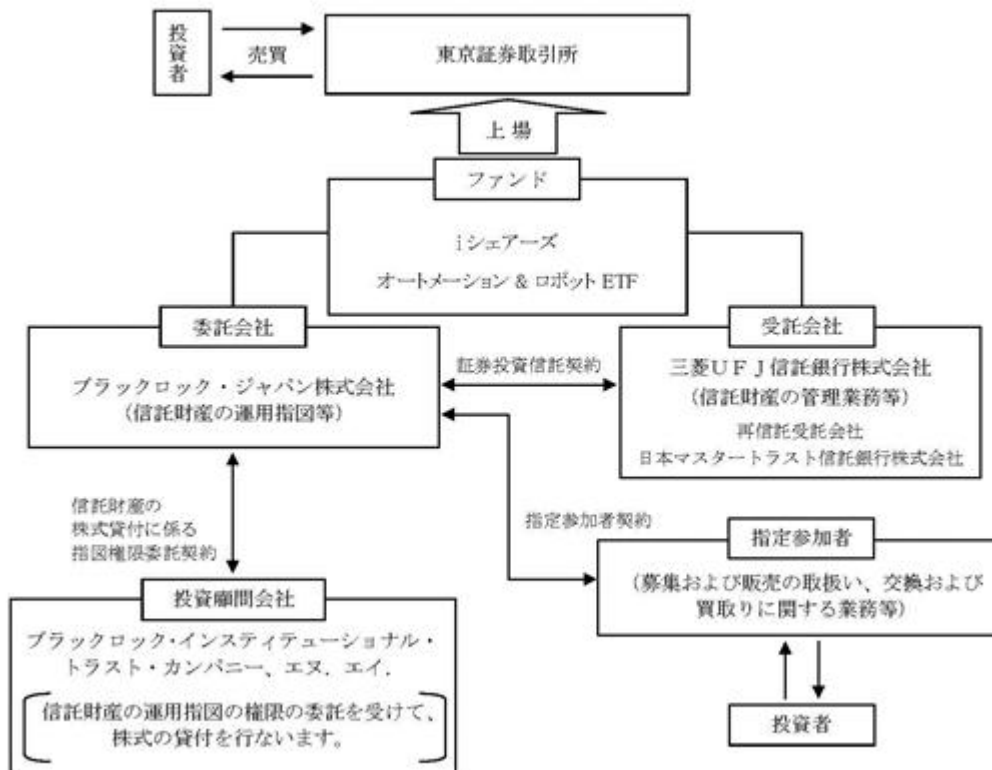 投資者
売買
東京証券取引所
上場
ファンド
iシェアーズ
オートメーション & ロボット ETF
委託会社
ブラックロック・ジャパン株式会社
(信託財産の運用指図等)
証券投資信託契約
受託会社
三菱UFJ信託銀行株式会社
(信託財産の管理業務等)
再信託受託会社
日本マスタートラスト信託銀行株式会社
信託財産の
株式貸付に係る
指図権限委託契約
指定参加者契約
指定参加者
(募集および販売の取扱い、交換および
買取りに関する業務等)
投資顧問会社
ブラックロック・インスティテューショナル・
トラスト・カンパニー、エヌ．エイ．
信託財産の運用指図の権限の委託を受けて、
株式の貸付を行ないます。
投資者